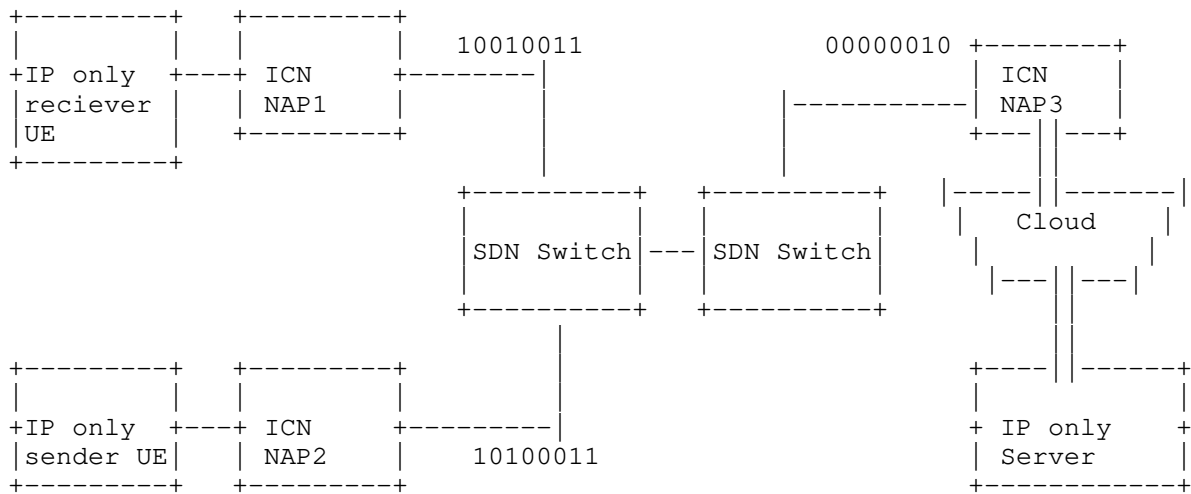 10010011 00000010
IP only reciever UE
ICN NAP1
ICN NAP3
Cloud
SDN Switch
SDN Switch
IP only sender UE
ICN NAP2
IP only Server
10100011